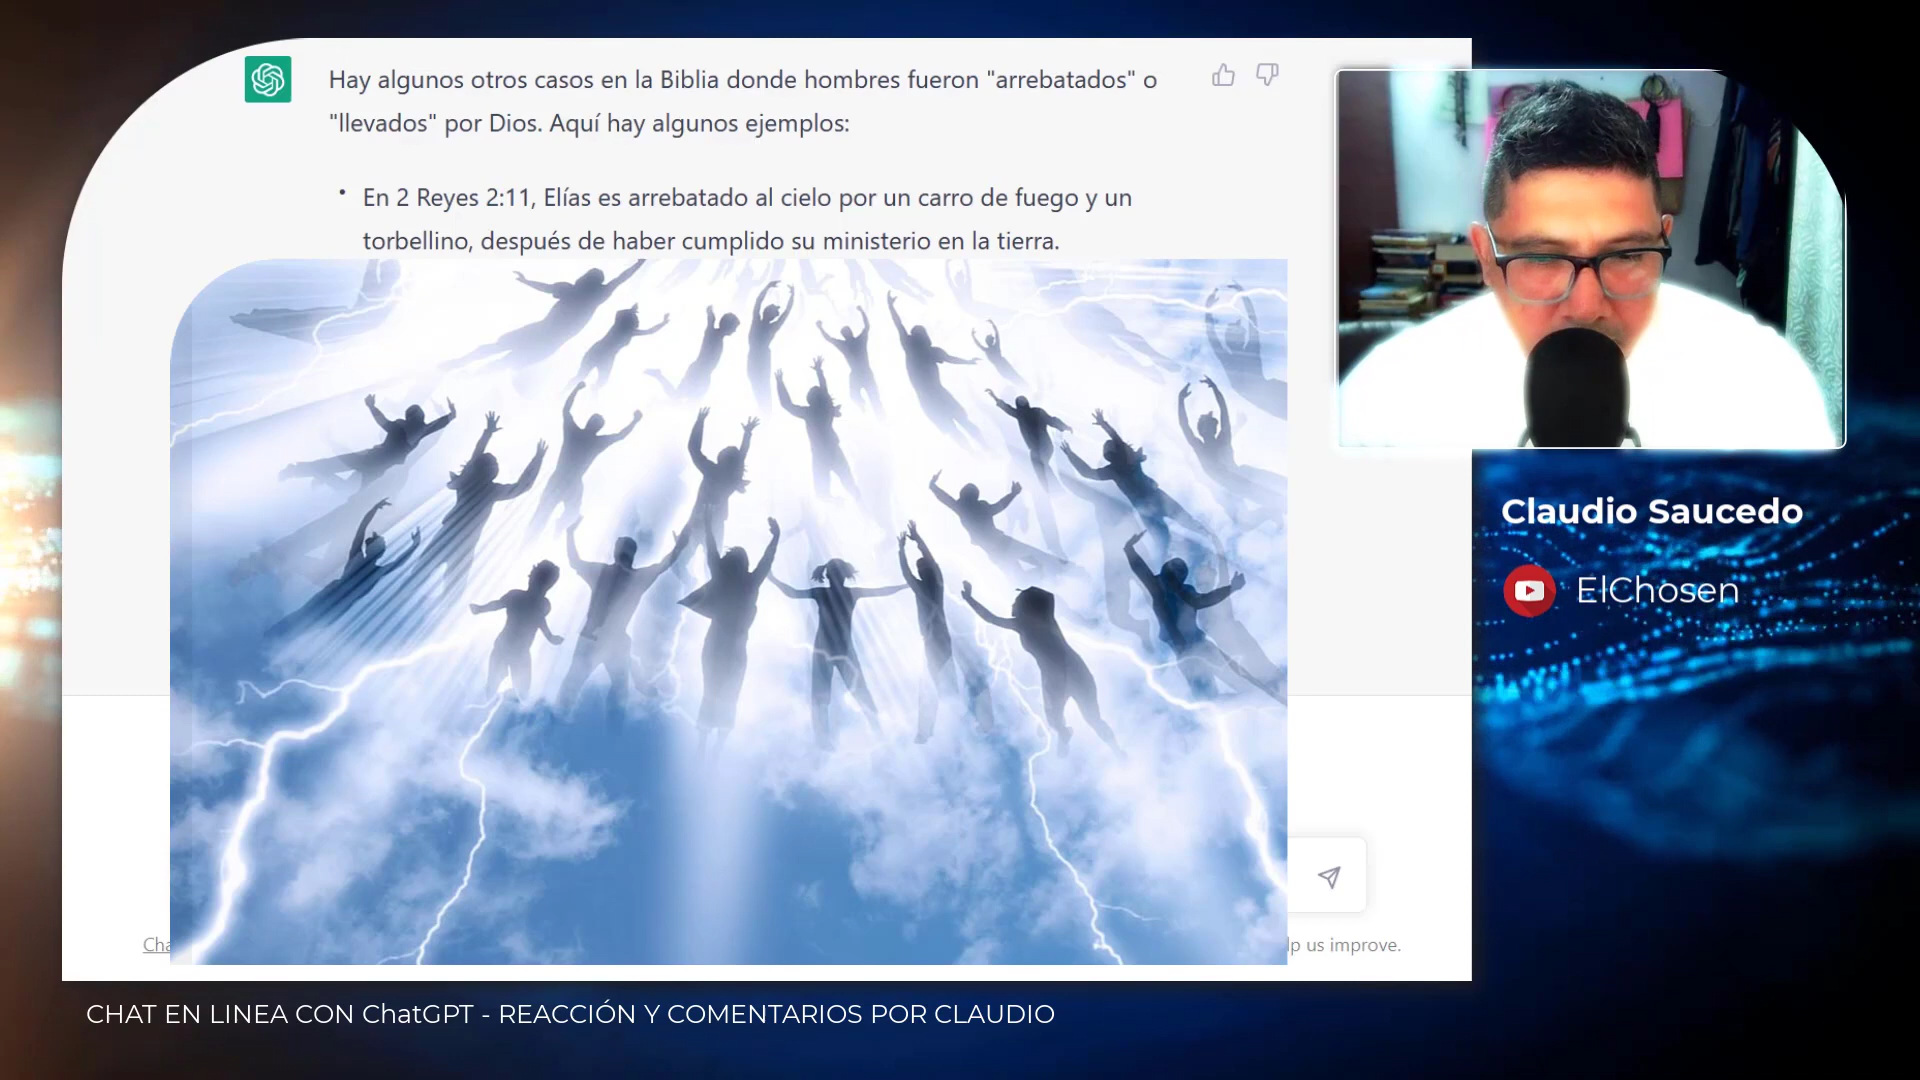 Hay algunos otros casos en la Biblia donde hombres fueron "arrebatados" o
"llevados" por Dios. Aquí hay algunos ejemplos:
• En 2 Reyes 2:11, Elías es arrebatado al cielo por un carro de fuego y un
torbellino, después de haber cumplido su ministerio en la tierra.
Claudio Saucedo
ElChosen
us improve.
CHAT EN LINEA CON ChatGPT - REACCIÓN Y COMENTARIOS POR CLAUDIO